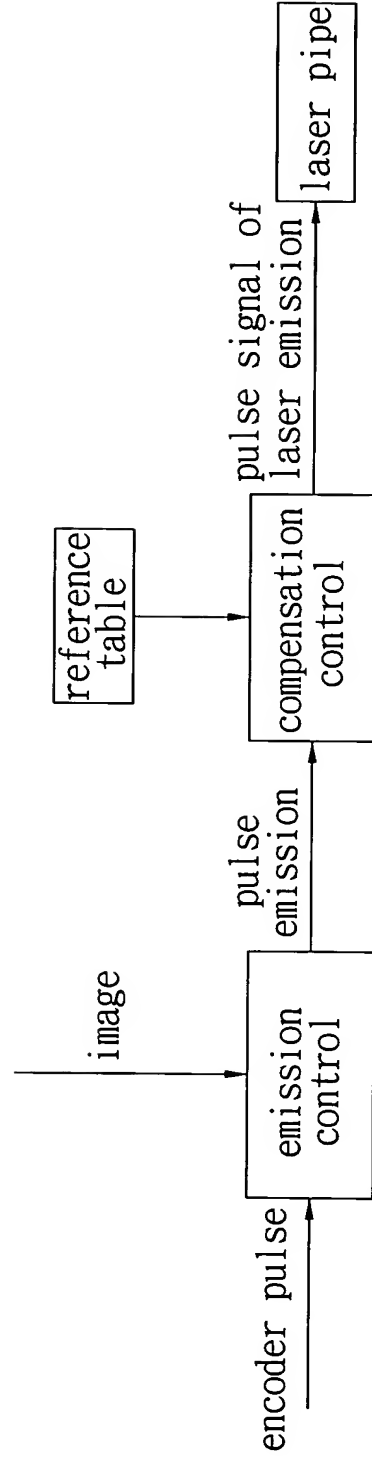 image
reference
table
encoder pulse
emission
control
pulse
emission
compensation
control
pulse signal of
laser emission
laser pipe